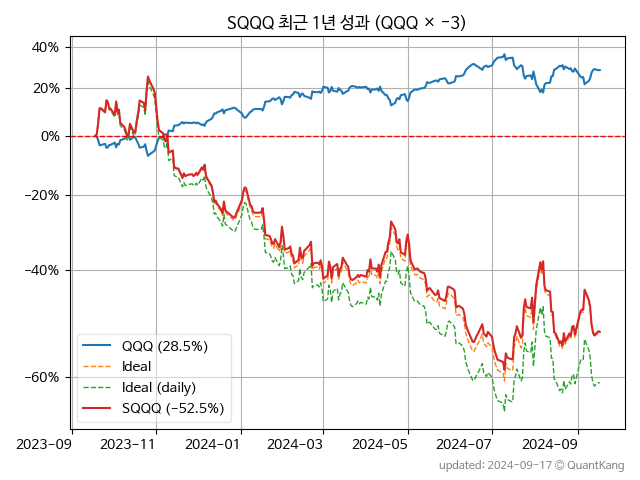 SQQQ 최근 1년 성과 (QQQ × −3)
40%
20%
0%
−20%
−40%
−60%
QQQ (28.5%)
Ideal
Ideal (daily)
SQQQ (−52.5%)
2023-09
2023-11
2024-01
2024-03
2024-05
2024-07
2024-09
updated: 2024-09-17 © QuantKang